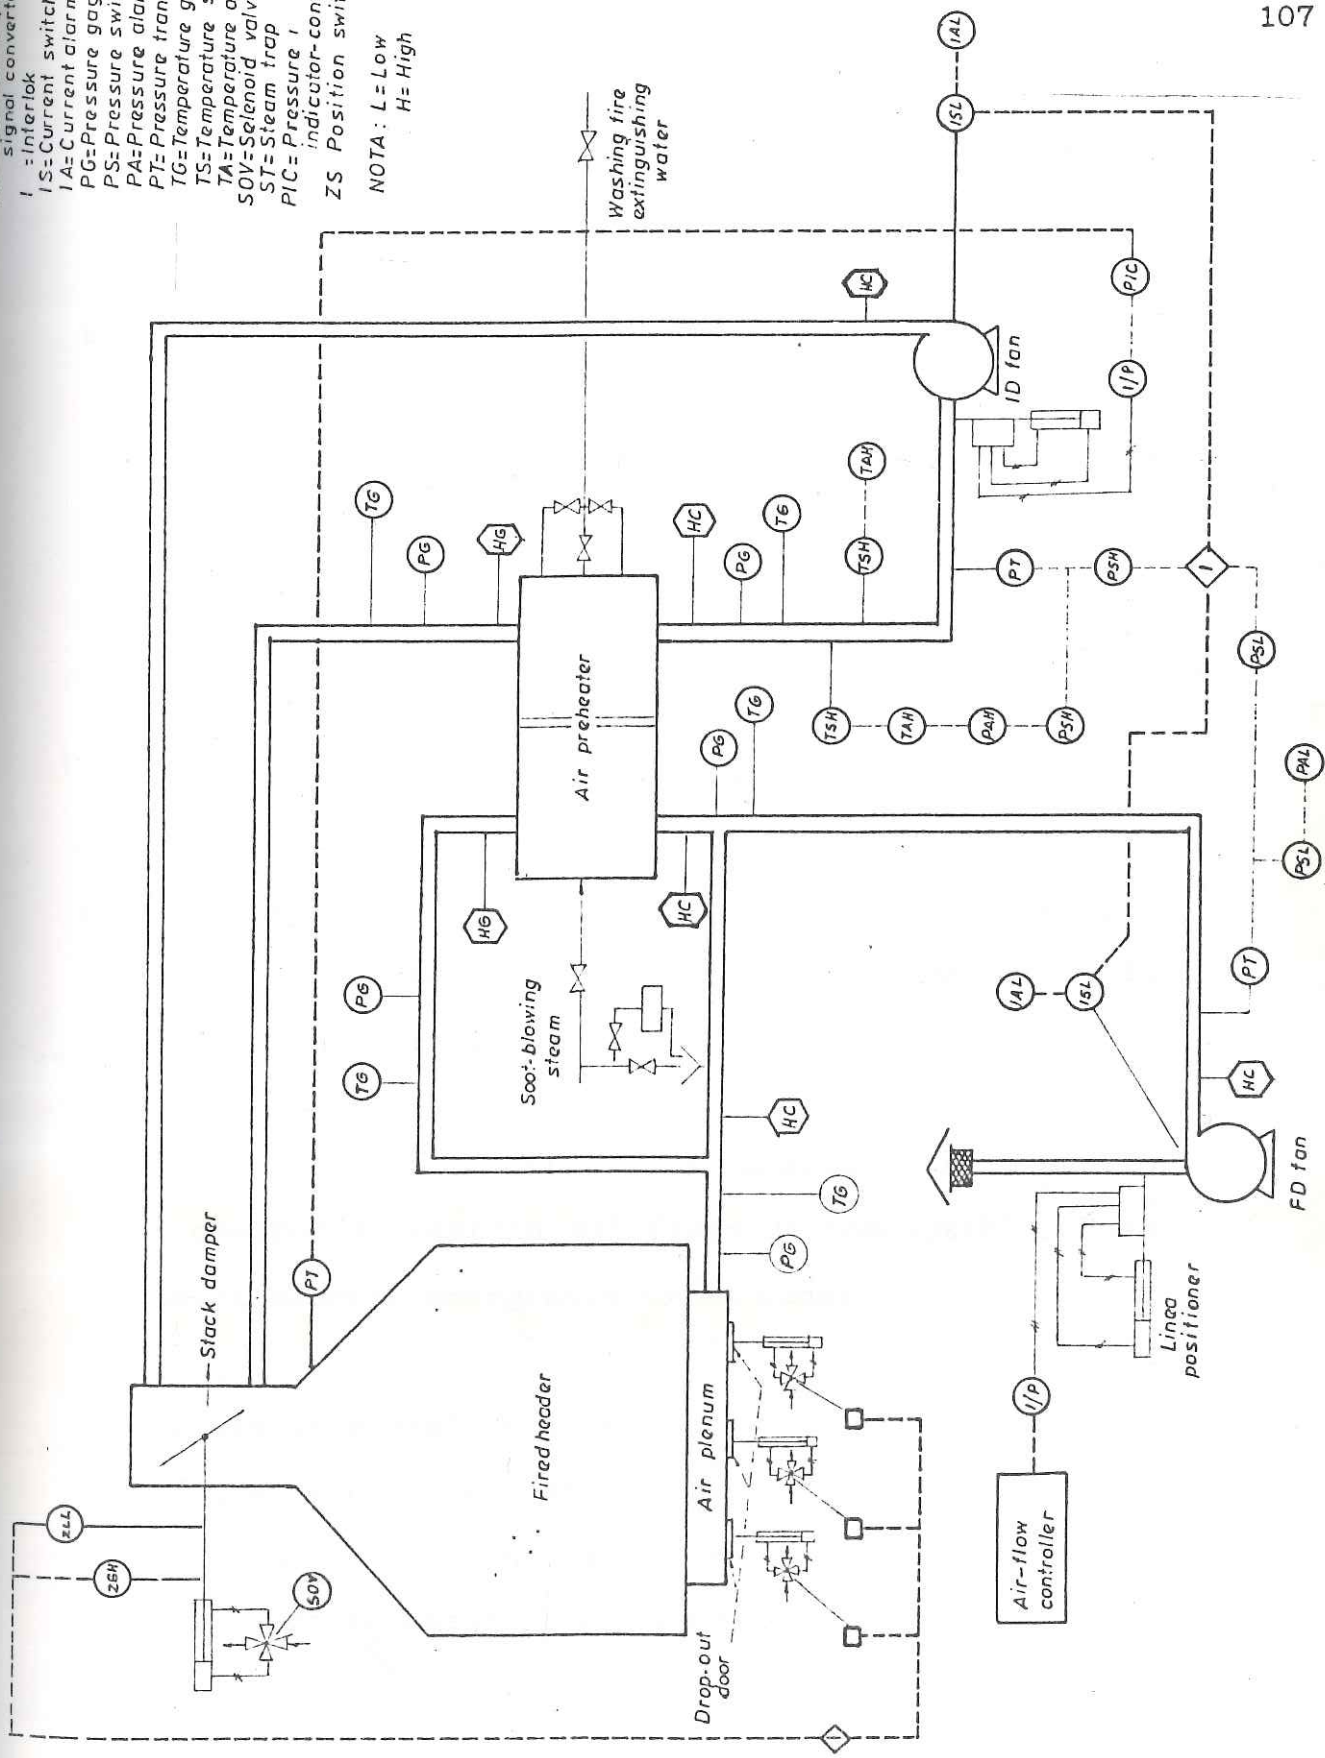 107
signal
! =Interlok
IS=Current switch
IA=Current alarm
PG=Pressure gag
PS=Pressure swi
PA=Pressure alar
PT=Pressure tran
TG=Temperature g
TS=Temperature s
TA=Temperature a
SOV=Selenoid valv
ST=Steam trap
PIC= Pressure i
indicator-con
ZS Position swit
NOTA: L=Low
H=High
Washing fire
extinguishing
water
IAL
ISL
HC
PIC
I/P
ID fan
TG
PG
HG
HC
PG
TG
TAH
TSH
PT
PSH
I
PSL
Air preheater
TSH
TAH
PAH
PSH
TG
PG
PAL
PSL
HG
HC
PG
TG
Soot-blowing
steam
IAL
ISL
PT
HC
FD fan
HC
TG
PG
Stack damper
PT
Fired header
Air plenum
Linea
positioner
I/P
Air-flow
controller
ZLL
ZSH
SOV
Drop-out
door
I